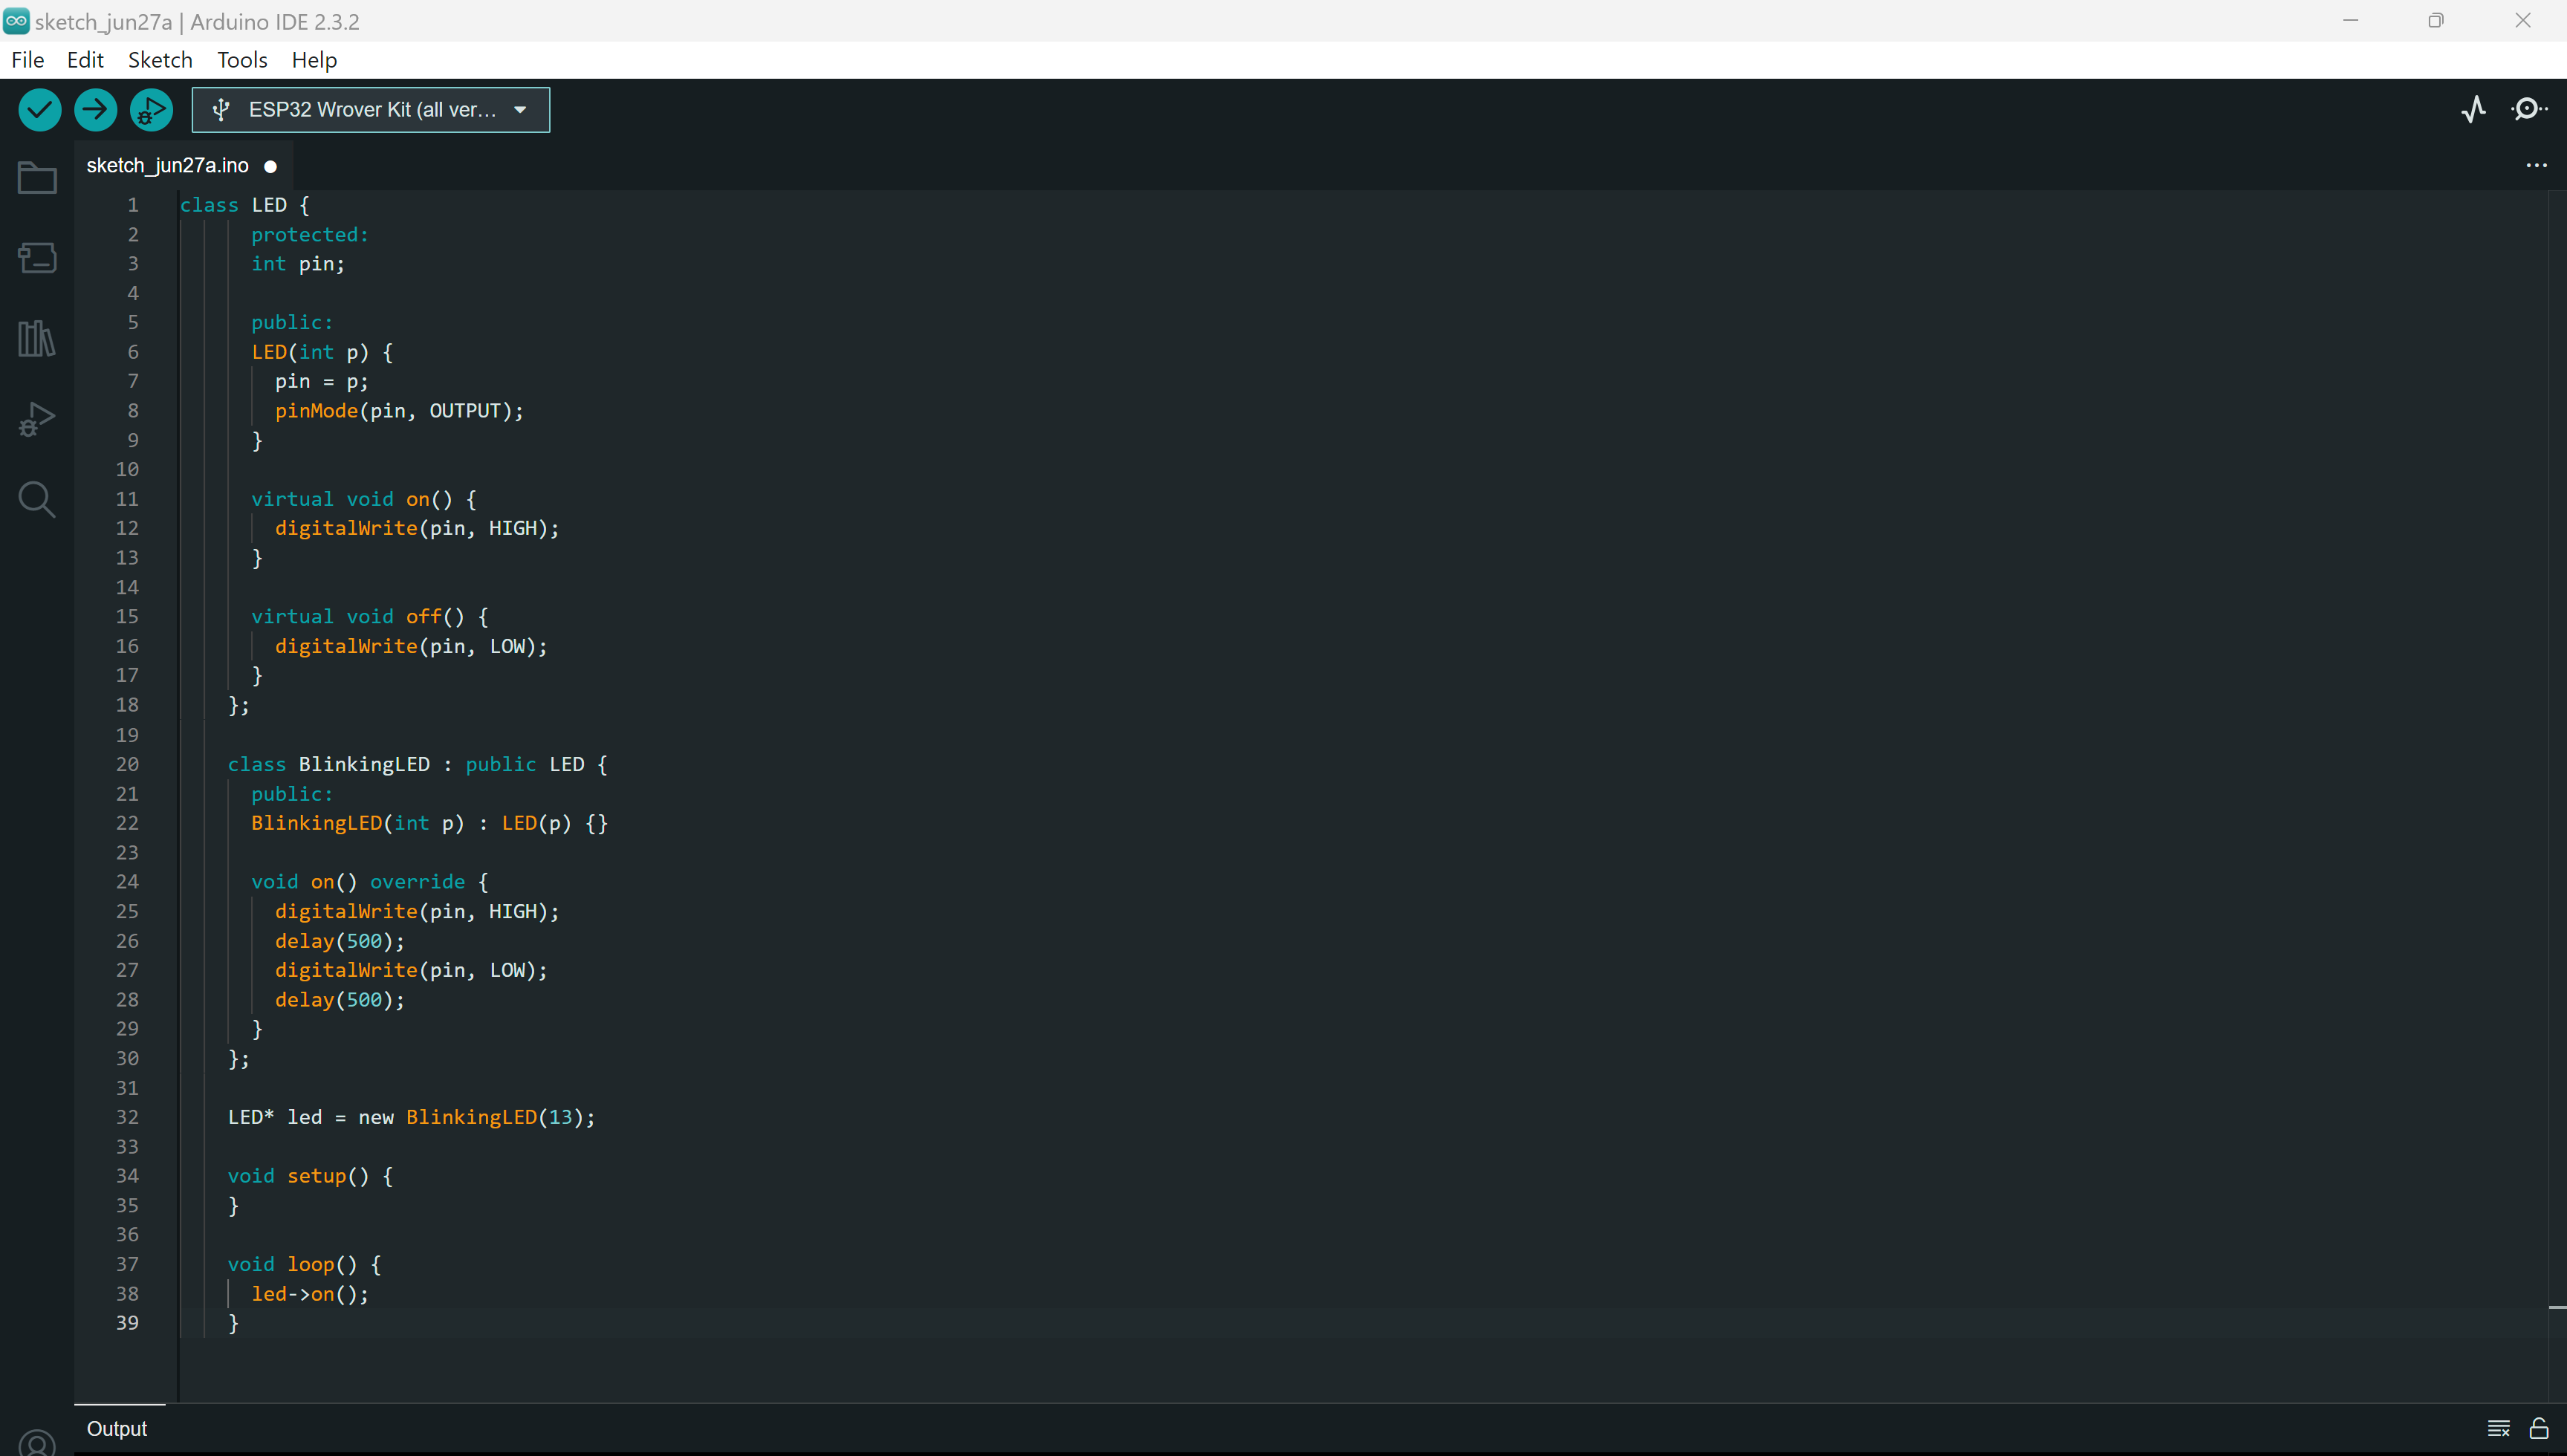 sketch_jun27a | Arduino IDE 2.3.2
File Edit Sketch Tools Help
ESP32 Wrover Kit (all ver...
sketch_jun27a.ino
1 class LED {
2 protected:
3 int pin;
4
5 public:
6 LED(int p) {
7 pin = p;
8 pinMode(pin, OUTPUT);
9 }
10
11 virtual void on() {
12 digitalWrite(pin, HIGH);
13 }
14
15 virtual void off() {
16 digitalWrite(pin, LOW);
17 }
18 };
19
20 class BlinkingLED : public LED {
21 public:
22 BlinkingLED(int p) : LED(p) {}
23
24 void on() override {
25 digitalWrite(pin, HIGH);
26 delay(500);
27 digitalWrite(pin, LOW);
28 delay(500);
29 }
30 };
31
32 LED* led = new BlinkingLED(13);
33
34 void setup() {
35 }
36
37 void loop() {
38 led->on();
39 }
Output